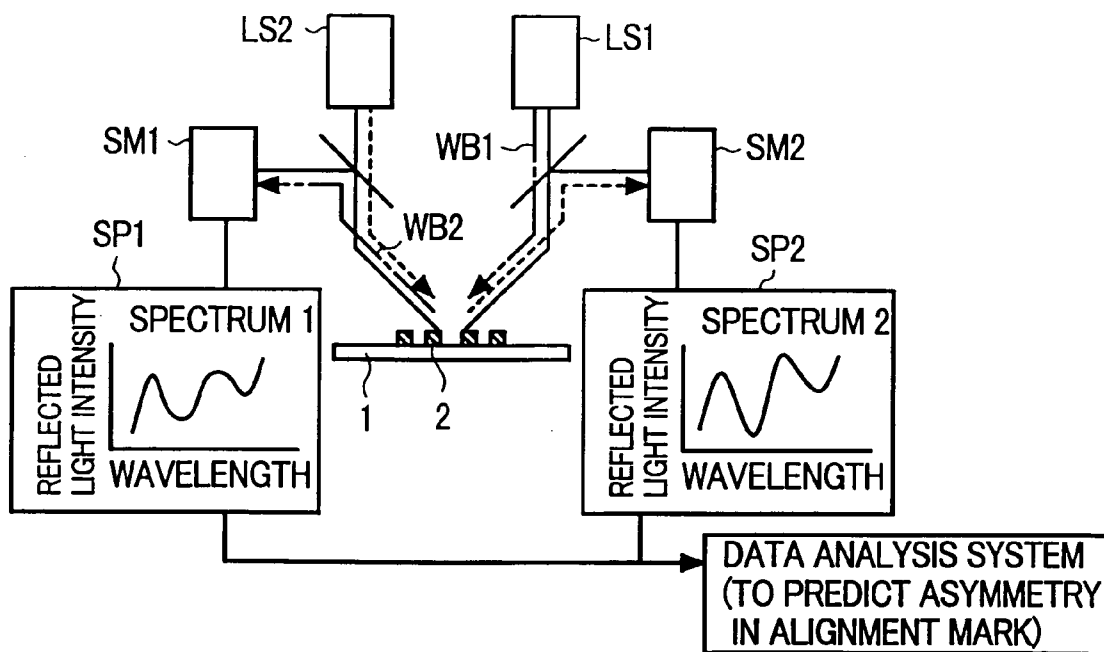 LS2
LS1
SM1
WB1
SM2
WB2
SP1
SP2
SPECTRUM 1
REFLECTED
LIGHT INTENSITY
WAVELENGTH
1
2
SPECTRUM 2
REFLECTED
LIGHT INTENSITY
WAVELENGTH
DATA ANALYSIS SYSTEM
(TO PREDICT ASYMMETRY
IN ALIGNMENT MARK)